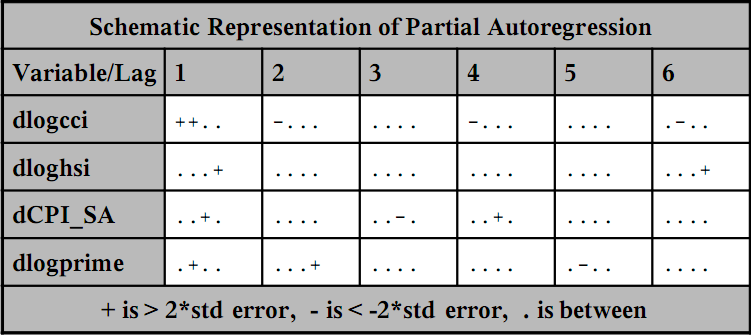 Schematic Representation of Partial Autoregression
Variable/Lag 1 2 3 4 5 6
dlogcci ++.. -... .... -... .... .-..
dloghsi ...+ .... .... .... .... ...+
dCPI_SA ..+. .... ..-. ..+. .... ....
dlogprime .+.. ...+ .... .... .-.. ....
+ is > 2*std error, - is < -2*std error, . is between